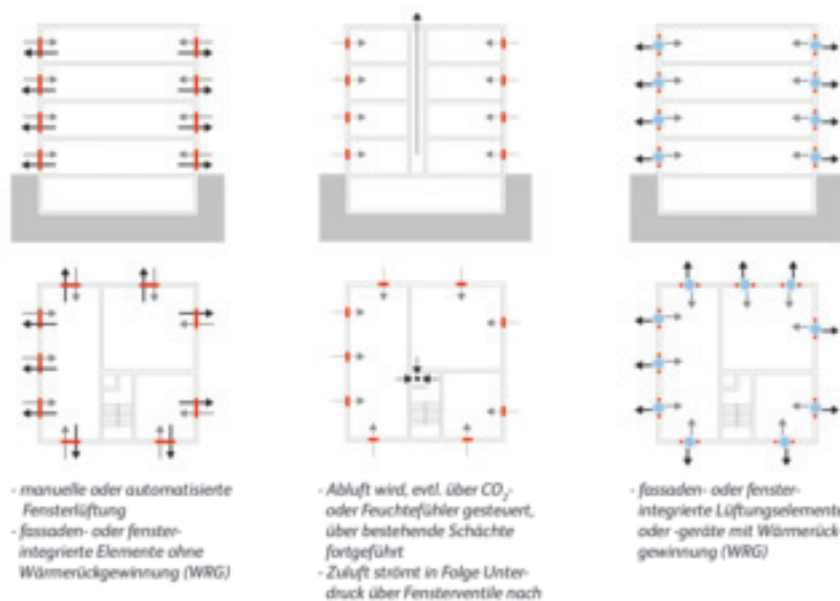 - manuelle oder automatisierte
Fensterlüftung
- fassaden- oder fenster-
integrierte Elemente ohne
Wärmerückgewinnung (WRG)
- Abluft wird, evtl. über CO₂-
oder Feuchtefühler gesteuert,
über bestehende Schächte
fortgeführt
- Zuluft strömt in Folge Unter-
druck über Fensterventile nach
- fassaden- oder fenster-
integrierte Lüftungselemente
oder -geräte mit Wärmerück
gewinnung (WRG)